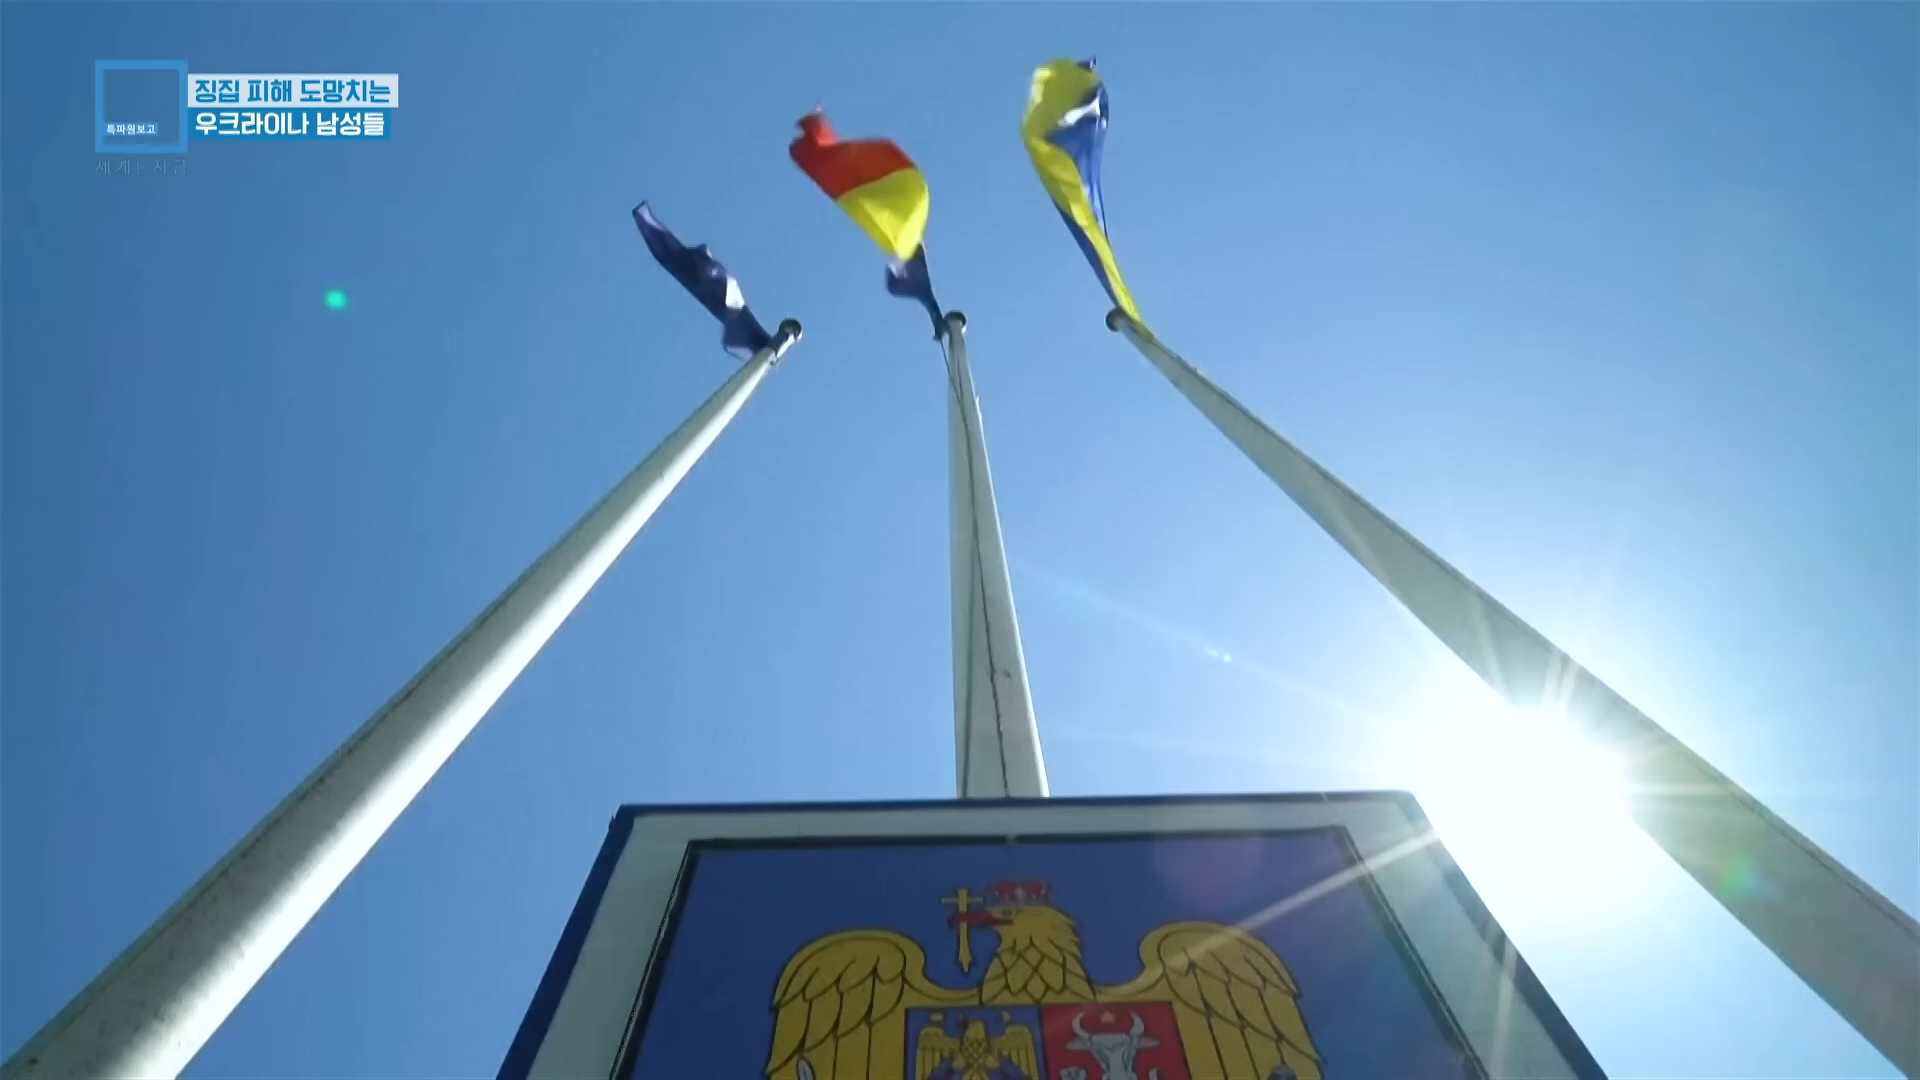 징집 피해 도망치는
우크라이나 남성들
특파원보고
세계는지금